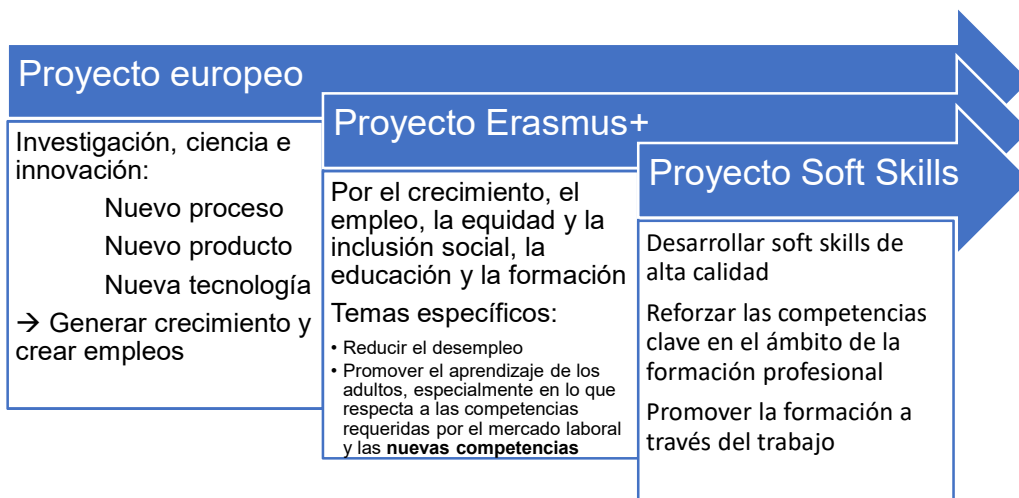 Proyecto europeo
Investigación, ciencia e
innovación:
Nuevo proceso
Nuevo producto
Nueva tecnología
→ Generar crecimiento y
crear empleos
Proyecto Erasmus+
Por el crecimiento, el
empleo, la equidad y la
inclusión social, la
educación y la formación
Temas específicos:
• Reducir el desempleo
• Promover el aprendizaje de los
adultos, especialmente en lo que
respecta a las competencias
requeridas por el mercado laboral
y las nuevas competencias
Proyecto Soft Skills
Desarrollar soft skills de
alta calidad
Reforzar las competencias
clave en el ámbito de la
formación profesional
Promover la formación a
través del trabajo